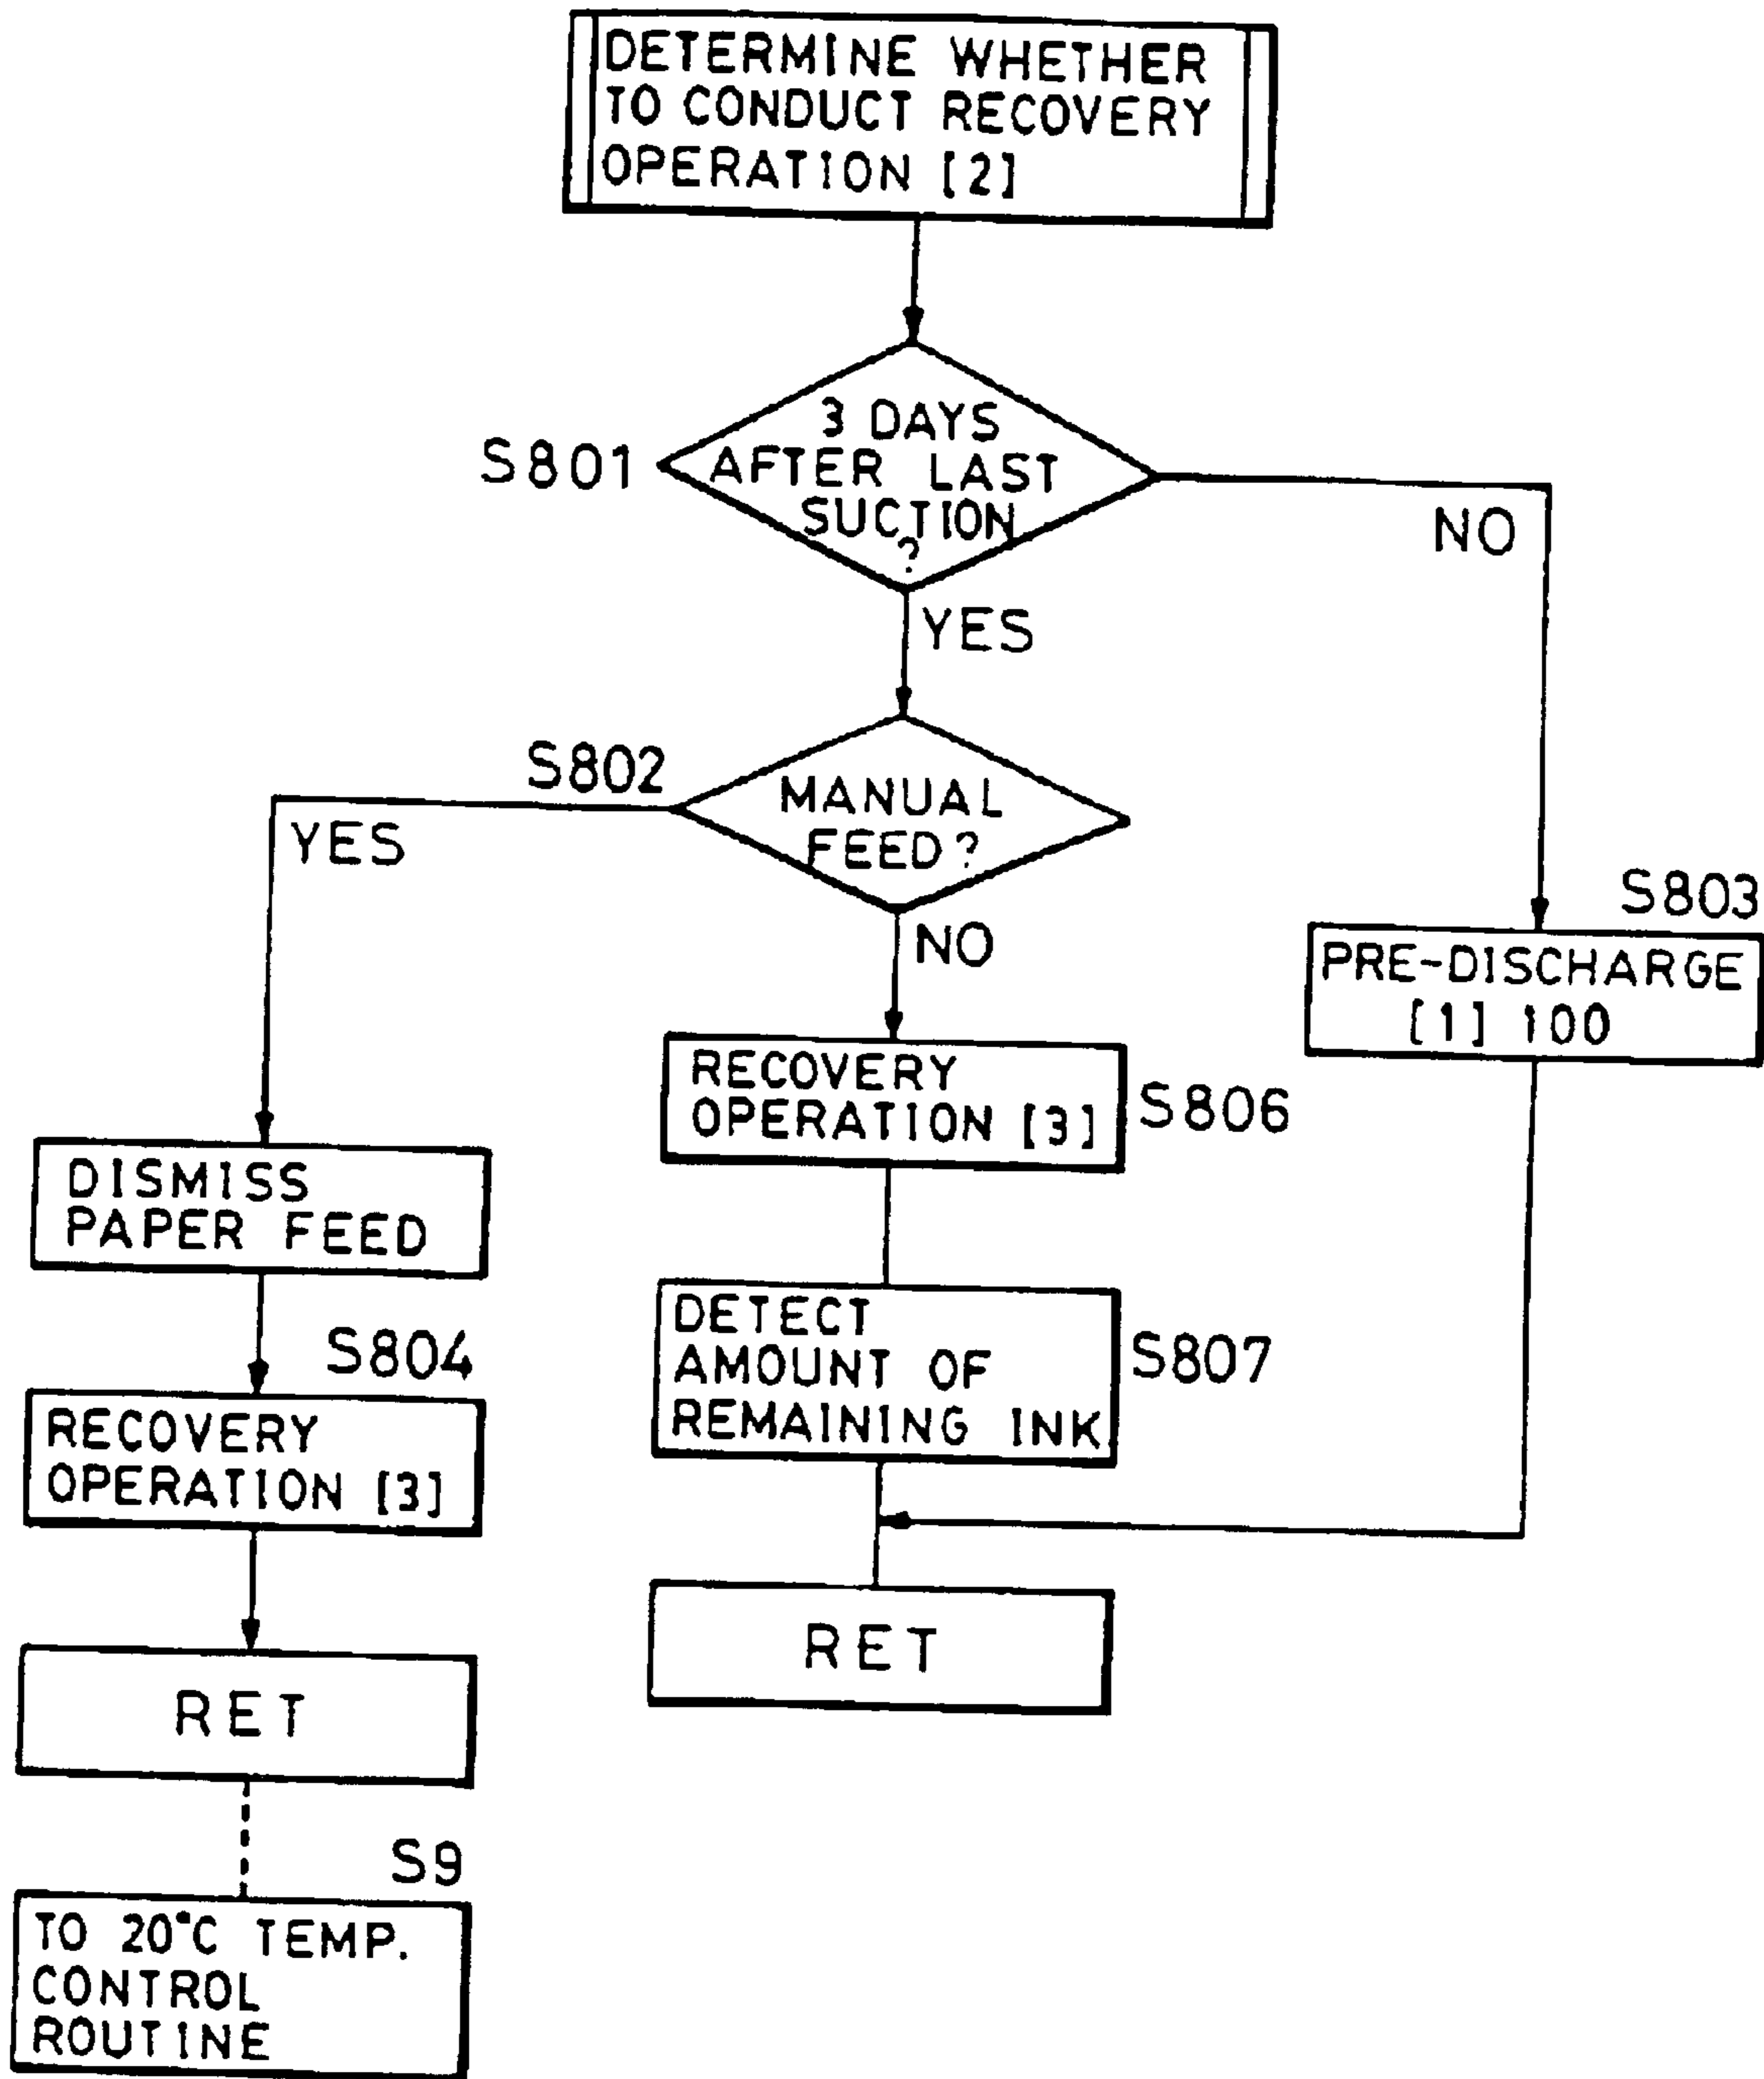 DETERMINE WHETHER
TO CONDUCT RECOVERY
OPERATION [2]
S801
3 DAYS
AFTER LAST
SUCTION
?
NO
YES
S802
MANUAL
FEED?
YES
NO
S803
PRE-DISCHARGE
[1] 100
RECOVERY
OPERATION [3]
S806
DISMISS
PAPER FEED
DETECT
AMOUNT OF
REMAINING INK
S807
S804
RECOVERY
OPERATION [3]
RET
RET
S9
TO 20°C TEMP.
CONTROL
ROUTINE